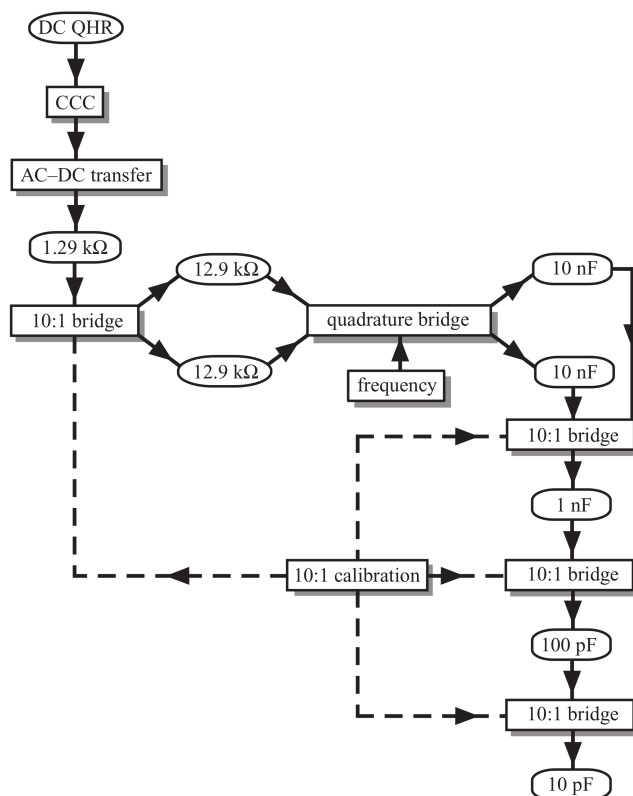 DC QHR
CCC
AC–DC transfer
1.29 kΩ
10:1 bridge
12.9 kΩ
12.9 kΩ
quadrature bridge
frequency
10 nF
10 nF
10:1 bridge
1 nF
10:1 calibration
10:1 bridge
100 pF
10:1 bridge
10 pF